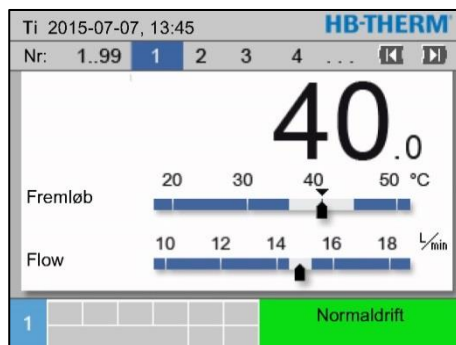 Ti 2015-07-07, 13:45 HB-THERM
Nr: 1..99 1 2 3 4 ...
40.0
20 30 40 50 °C
Fremløb
10 12 14 16 18 L/min
Flow
1 Normaldrift